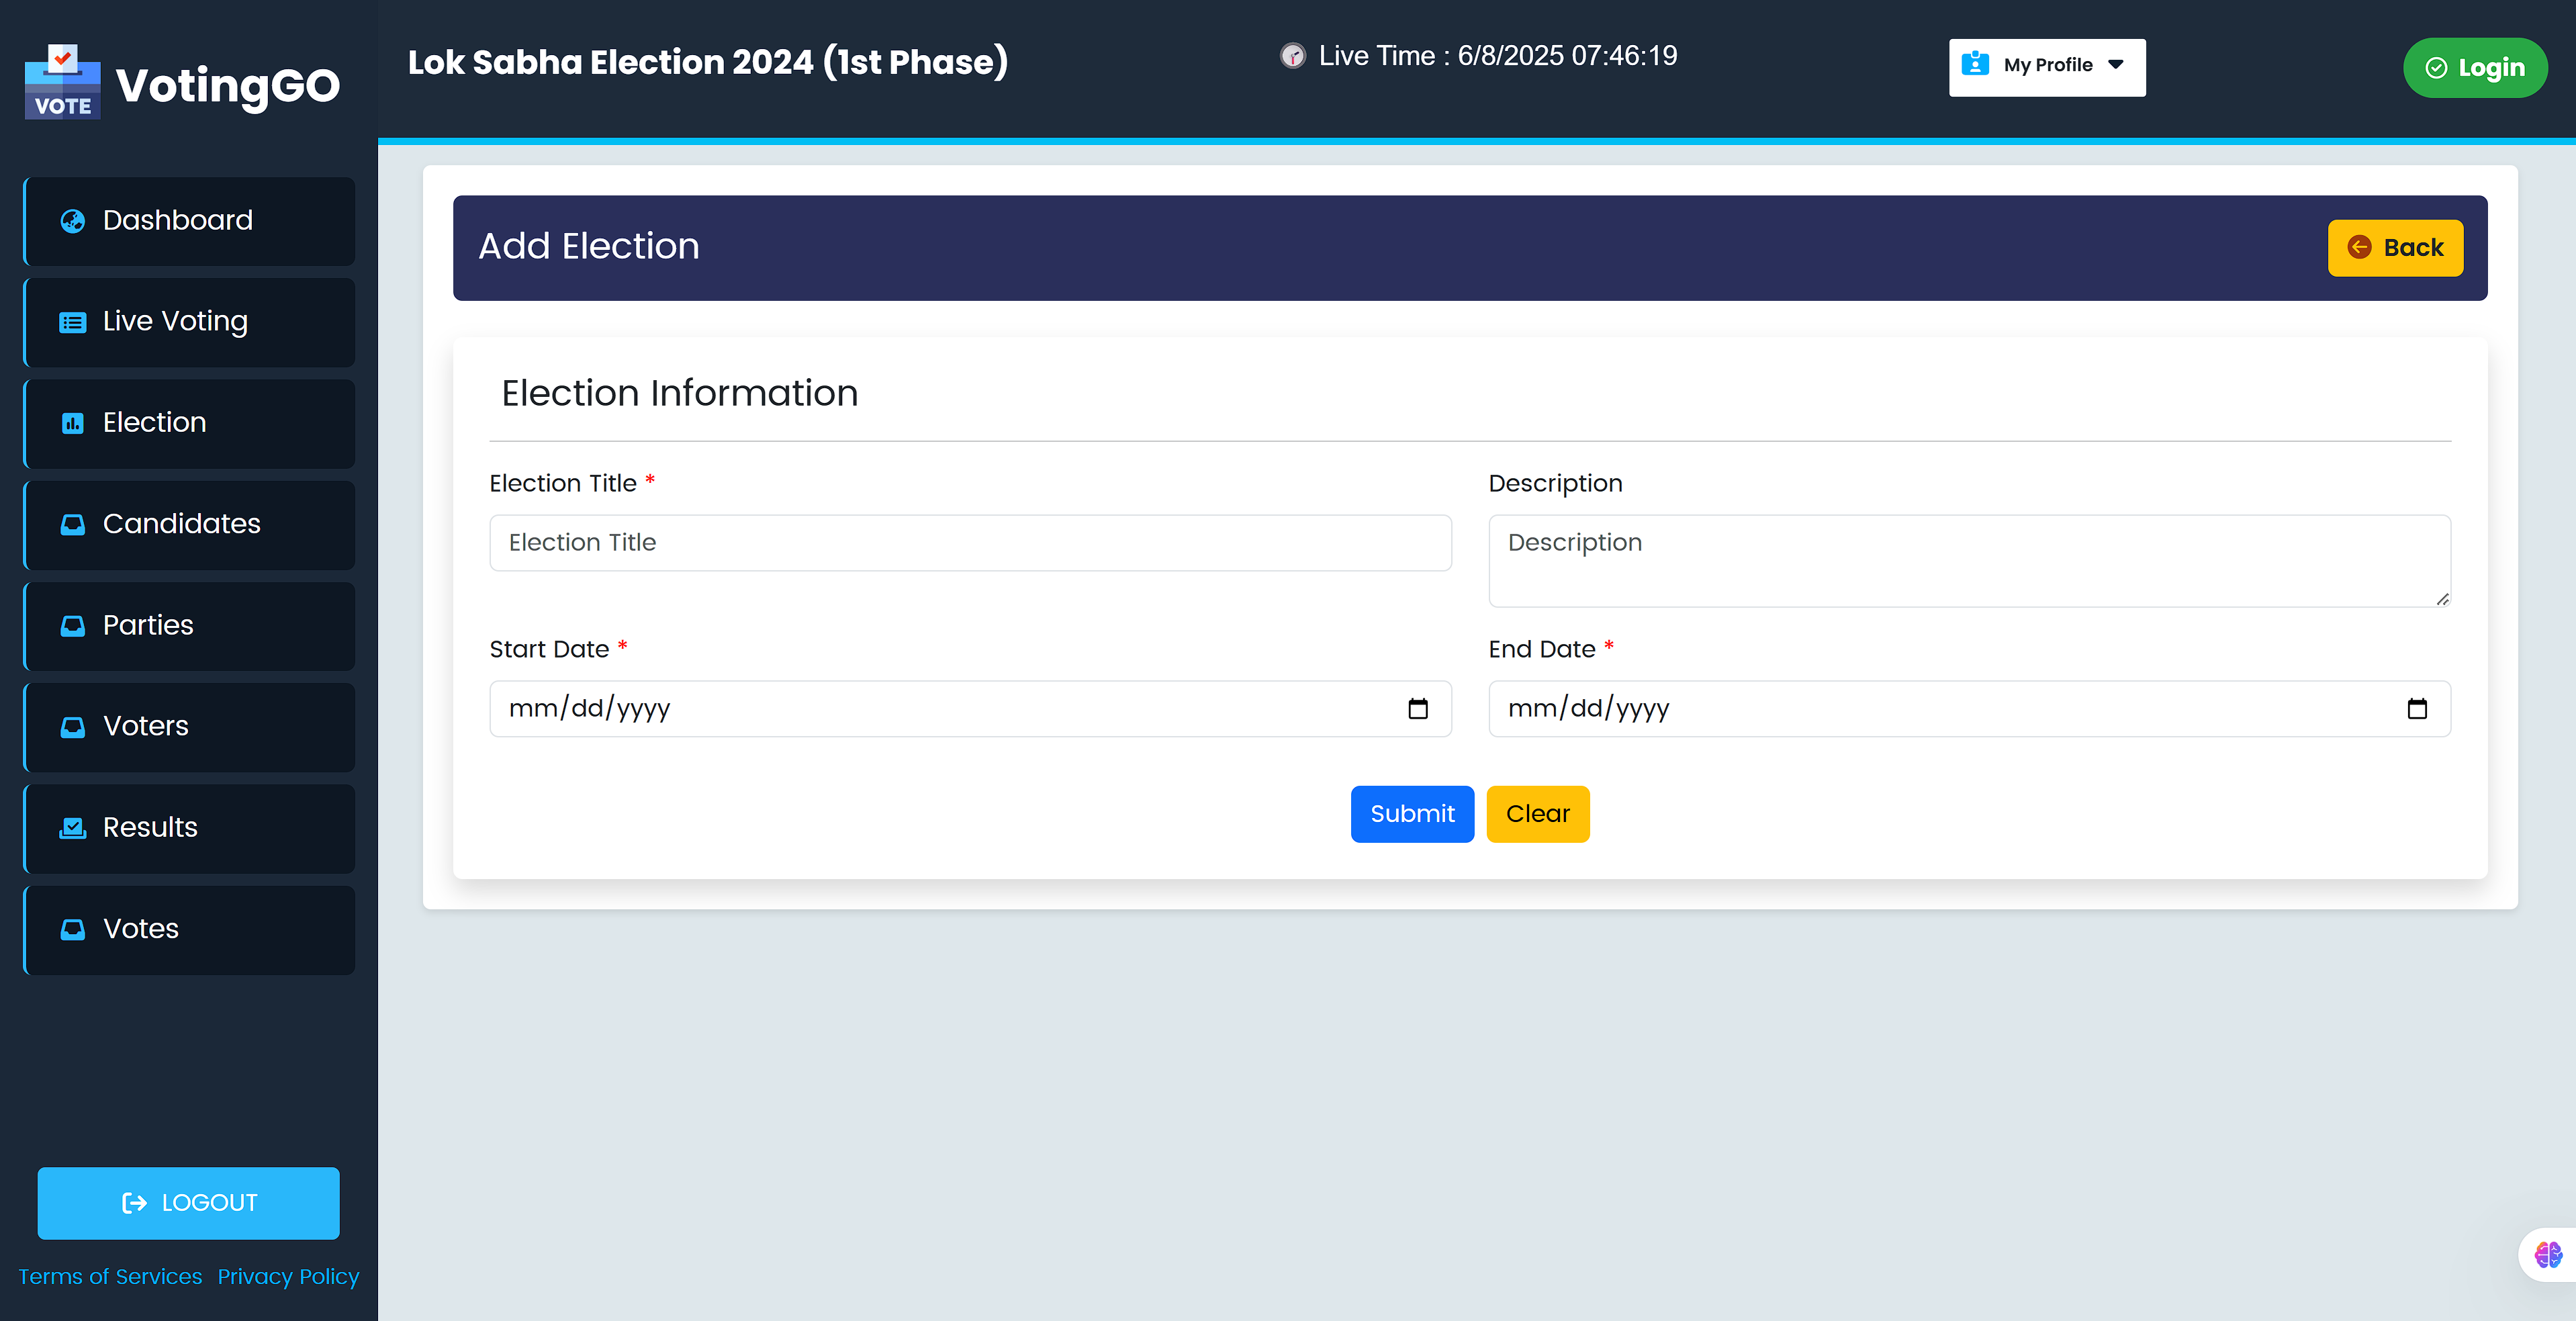 VOTE
VotingGO
Lok Sabha Election 2024 (1st Phase)
Live Time : 6/8/2025 07:46:19
My Profile
Login
Dashboard
Live Voting
Election
Candidates
Parties
Voters
Results
Votes
LOGOUT
Terms of Services Privacy Policy
Add Election
Back
Election Information
Election Title *
Election Title
Description
Description
Start Date *
mm/dd/yyyy
End Date *
mm/dd/yyyy
Submit
Clear